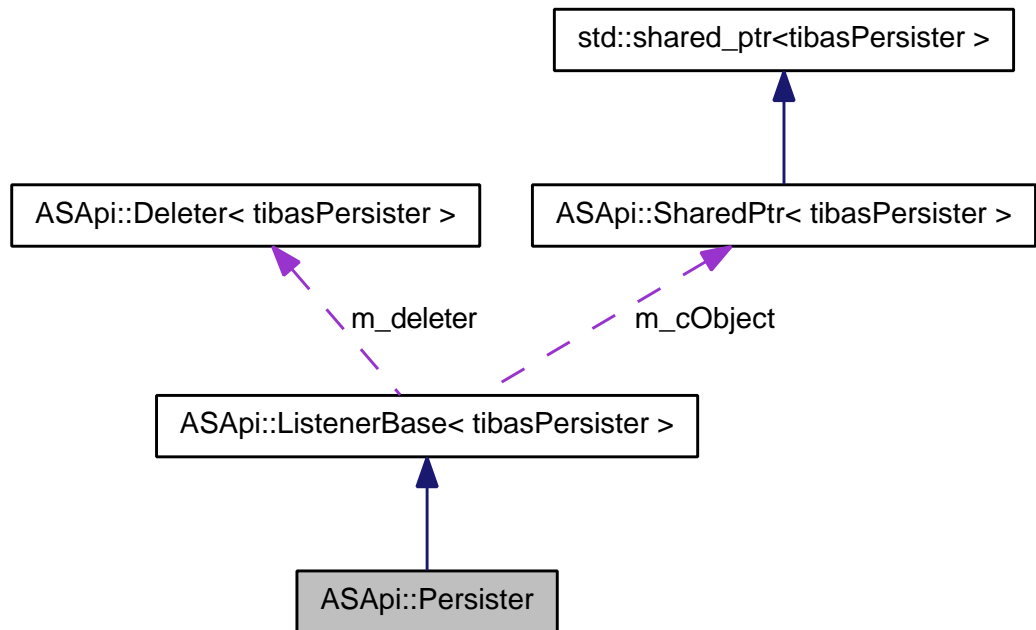 std::shared_ptr<tibasPersister >
ASApi::Deleter< tibasPersister >
ASApi::SharedPtr< tibasPersister >
m_deleter
m_cObject
ASApi::ListenerBase< tibasPersister >
ASApi::Persister